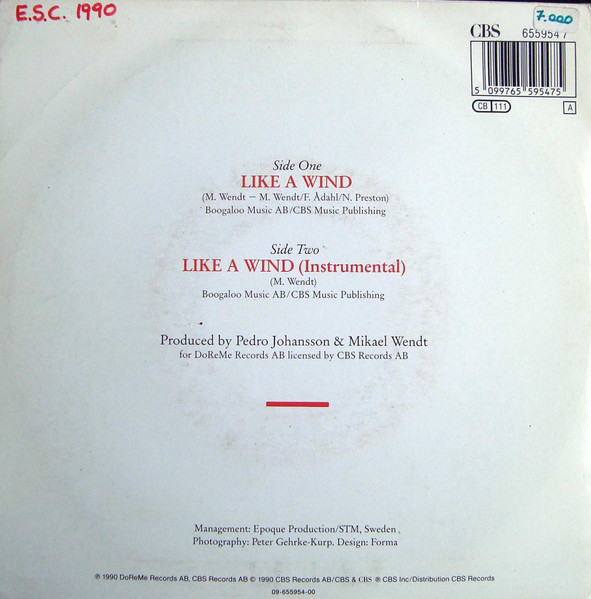 E.S.C. 1990
7.000
CBS 655954 7
5 099765 595475
CB 111
A
Side One
LIKE A WIND
(M. Wendt – M. Wendt/F. Ådahl/N. Preston)
Boogaloo Music AB/CBS Music Publishing
Side Two
LIKE A WIND (Instrumental)
(M. Wendt)
Boogaloo Music AB/CBS Music Publishing
Produced by Pedro Johansson & Mikael Wendt
for DoReMe Records AB licensed by CBS Records AB
Management: Epoque Production/STM, Sweden.
Photography: Peter Gehrke-Kurp. Design: Forma
℗ 1990 DoReMe Records AB, CBS Records AB © 1990 CBS Records AB/CBS & CBS ® CBS Inc/Distribution CBS Records
09-655954-00